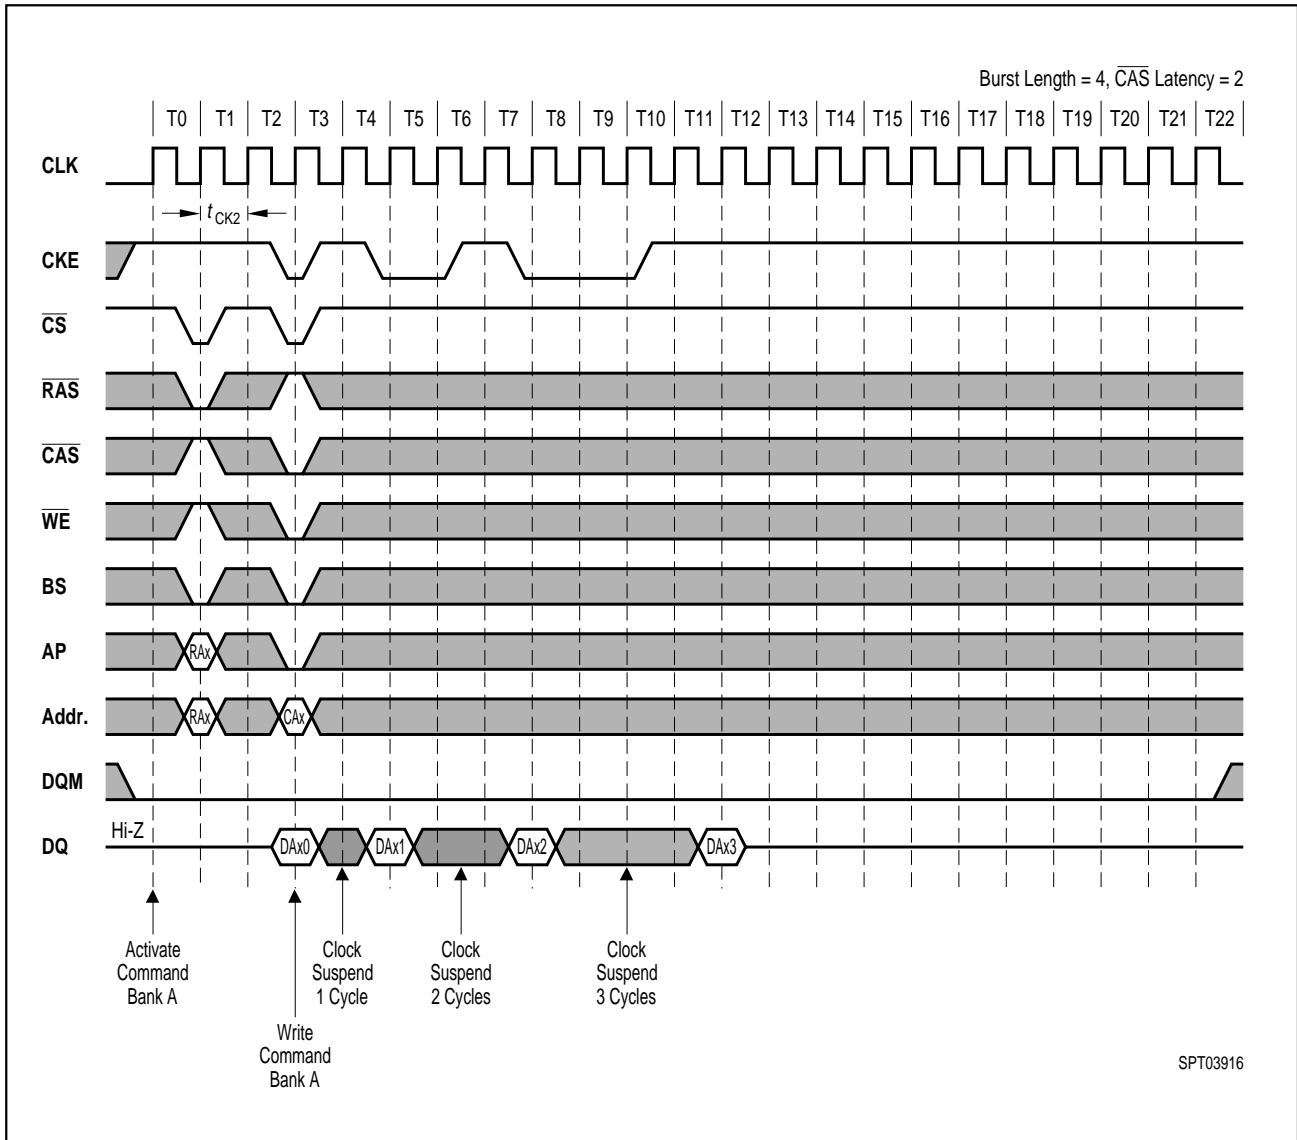 Burst Length = 4, CAS Latency = 2
T0 T1 T2 T3 T4 T5 T6 T7 T8 T9 T10 T11 T12 T13 T14 T15 T16 T17 T18 T19 T20 T21 T22
CLK
t CK2
CKE
CS
RAS
CAS
WE
BS
AP RAx
Addr. RAx CAx
DQM
Hi-Z
DQ DAx0 DAx1 DAx2 DAx3
Activate
Command
Bank A
Write
Command
Bank A
Clock
Suspend
1 Cycle
Clock
Suspend
2 Cycles
Clock
Suspend
3 Cycles
SPT03916